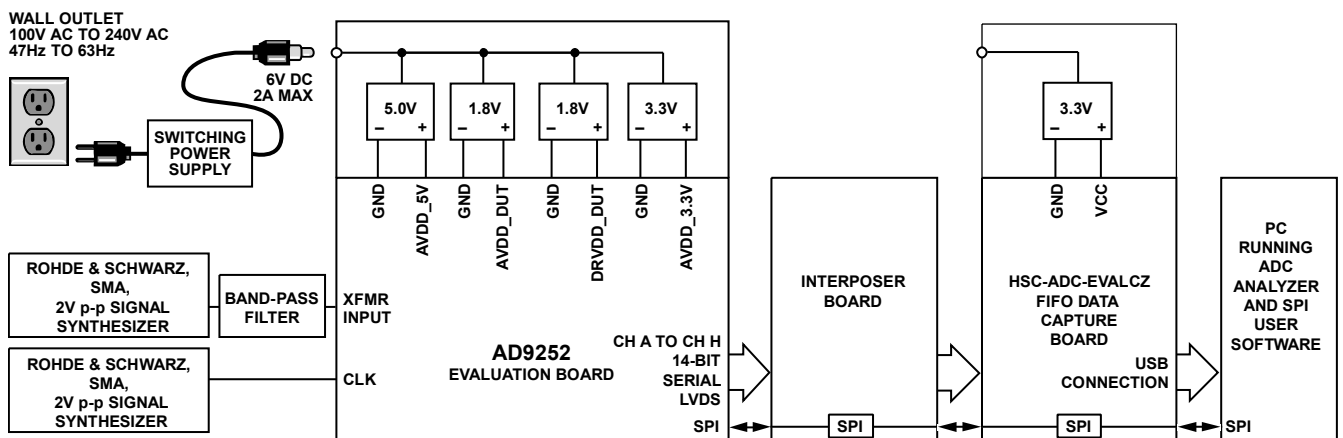 WALL OUTLET
100V AC TO 240V AC
47Hz TO 63Hz
6V DC
2A MAX
SWITCHING
POWER
SUPPLY
5.0V
1.8V
1.8V
3.3V
3.3V
– +
– +
– +
– +
– +
GND
AVDD_5V
GND
AVDD_DUT
GND
DRVDD_DUT
GND
AVDD_3.3V
GND
VCC
ROHDE & SCHWARZ,
SMA,
2V p-p SIGNAL
SYNTHESIZER
BAND-PASS
FILTER
XFMR
INPUT
ROHDE & SCHWARZ,
SMA,
2V p-p SIGNAL
SYNTHESIZER
CLK
AD9252
EVALUATION BOARD
CH A TO CH H
14-BIT
SERIAL
LVDS
SPI
INTERPOSER
BOARD
SPI
HSC-ADC-EVALCZ
FIFO DATA
CAPTURE
BOARD
USB
CONNECTION
SPI
PC
RUNNING
ADC
ANALYZER
AND SPI
USER
SOFTWARE
SPI